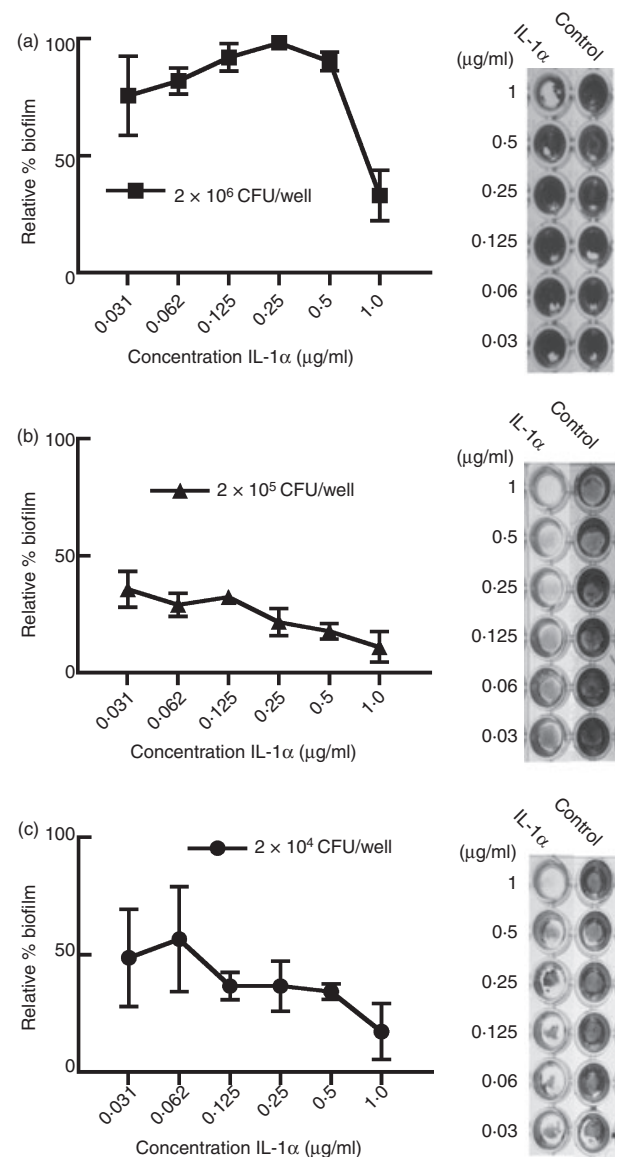 (a)
100
50
0
Relative % biofilm
2 × 10⁶ CFU/well
0·031
0·062
0·125
0·25
0·5
1.0
Concentration IL-1α (μg/ml)
IL-1α
Control
(μg/ml)
1
0·5
0·25
0·125
0·06
0·03
(b)
100
50
0
Relative % biofilm
2 × 10⁵ CFU/well
0·031
0·062
0·125
0·25
0·5
1.0
Concentration IL-1α (μg/ml)
IL-1α
Control
(μg/ml)
1
0·5
0·25
0·125
0·06
0·03
(c)
100
50
0
Relative % biofilm
2 × 10⁴ CFU/well
0·031
0·062
0·125
0·25
0·5
1.0
Concentration IL-1α (μg/ml)
IL-1α
Control
(μg/ml)
1
0·5
0·25
0·125
0·06
0·03